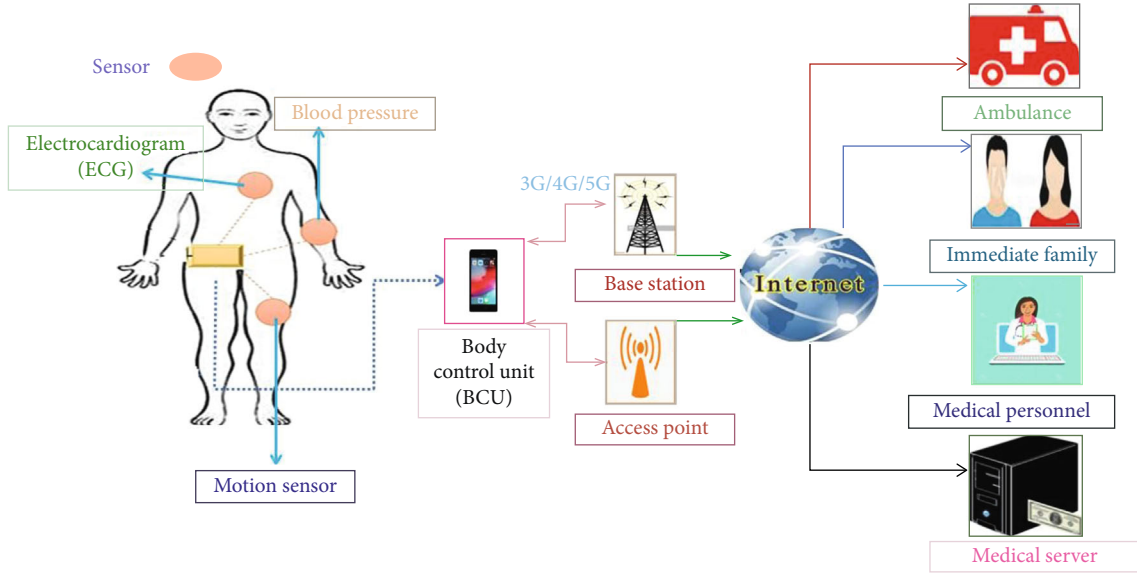 Sensor
Blood pressure
Electrocardiogram
(ECG)
Motion sensor
3G/4G/5G
Body
control unit
(BCU)
Base station
Access point
Internet
Ambulance
Immediate family
Medical personnel
Medical server